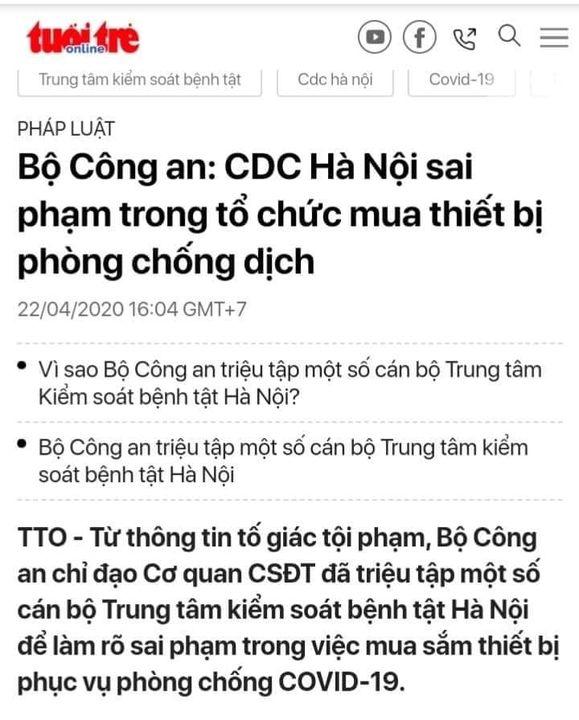 tuổi trẻ
online
Trung tâm kiểm soát bệnh tật
Cdc hà nội
Covid-19
PHÁP LUẬT
Bộ Công an: CDC Hà Nội sai
phạm trong tổ chức mua thiết bị
phòng chống dịch
22/04/2020 16:04 GMT+7
Vì sao Bộ Công an triệu tập một số cán bộ Trung tâm
Kiểm soát bệnh tật Hà Nội?
Bộ Công an triệu tập một số cán bộ Trung tâm kiểm
soát bệnh tật Hà Nội
TTO - Từ thông tin tố giác tội phạm, Bộ Công
an chỉ đạo Cơ quan CSĐT đã triệu tập một số
cán bộ Trung tâm kiểm soát bệnh tật Hà Nội
để làm rõ sai phạm trong việc mua sắm thiết bị
phục vụ phòng chống COVID-19.